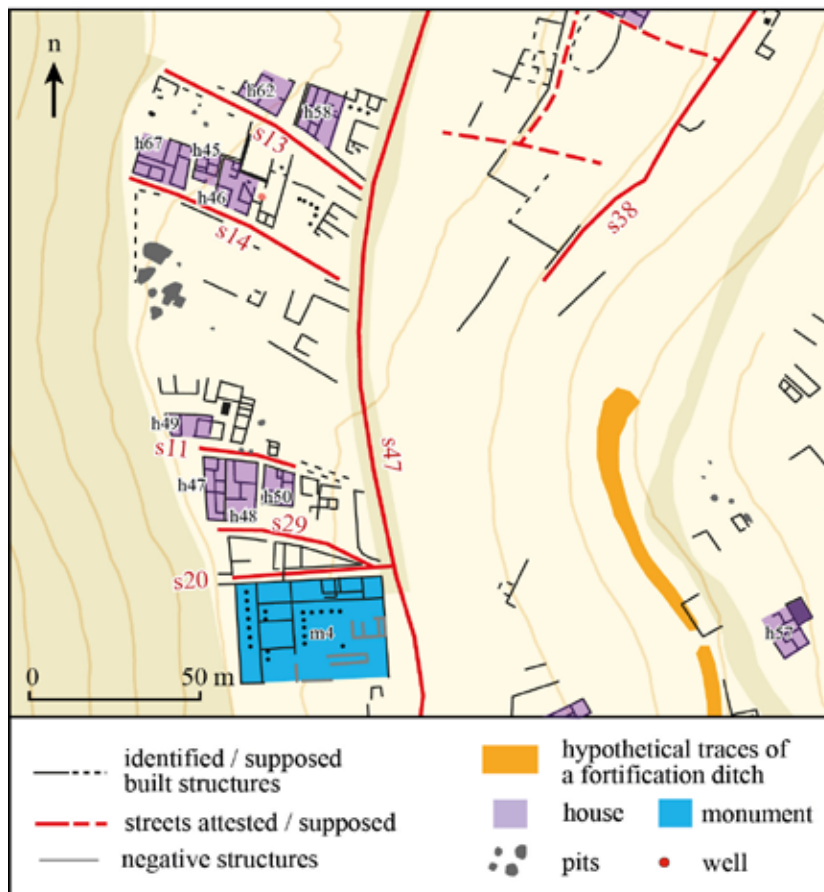 n
h62
h58
s13
h67
h45
h46
s14
s38
h49
s11
s47
h47
h50
h48
s29
s20
m4
h57
0 50 m
identified / supposed
built structures
streets attested / supposed
negative structures
hypothetical traces of
a fortification ditch
house
monument
pits
well